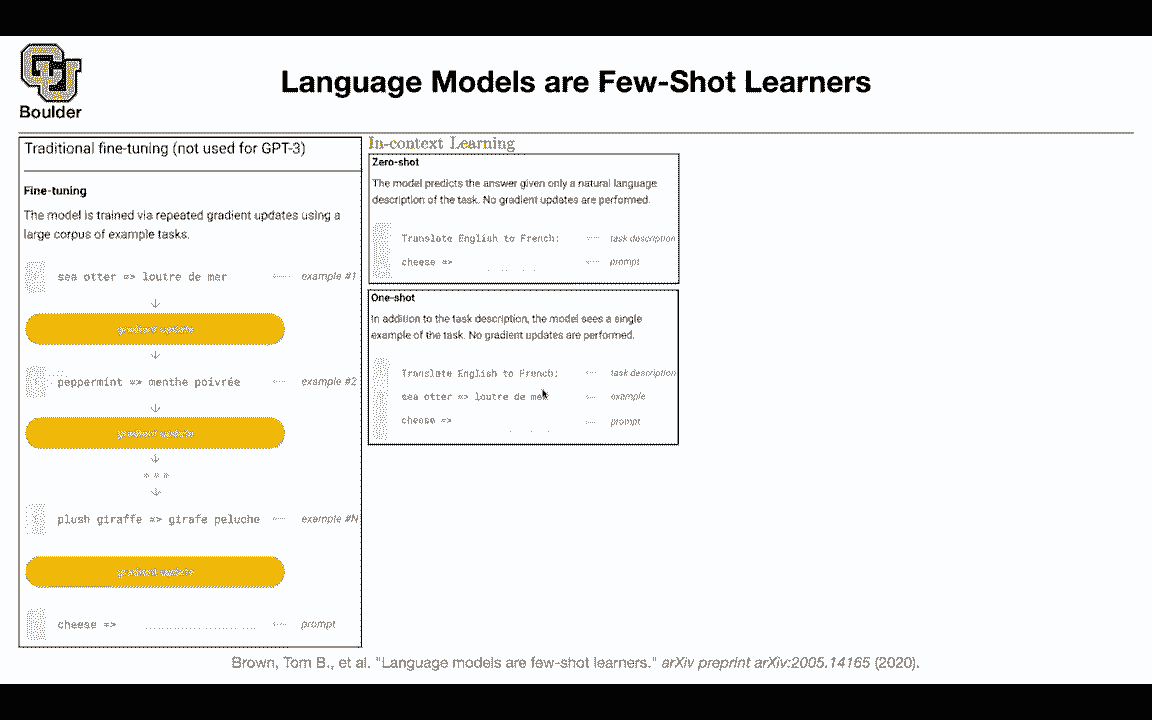 Boulder
Language Models are Few-Shot Learners
Traditional fine-tuning (not used for GPT-3)
Fine-tuning
The model is trained via repeated gradient updates using a
large corpus of example tasks.
sea otter => loutre de mer example #1
gradient update
peppermint => menthe poivrée example #2
gradient update
plush giraffe => girafe peluche example #N
gradient update
cheese => prompt
In-context Learning
Zero-shot
The model predicts the answer given only a natural language
description of the task. No gradient updates are performed.
Translate English to French: task description
cheese => prompt
One-shot
In addition to the task description, the model sees a single
example of the task. No gradient updates are performed.
Translate English to French: task description
sea otter => loutre de mer example
cheese => prompt
Brown, Tom B., et al. "Language models are few-shot learners." arXiv preprint arXiv:2005.14165 (2020).